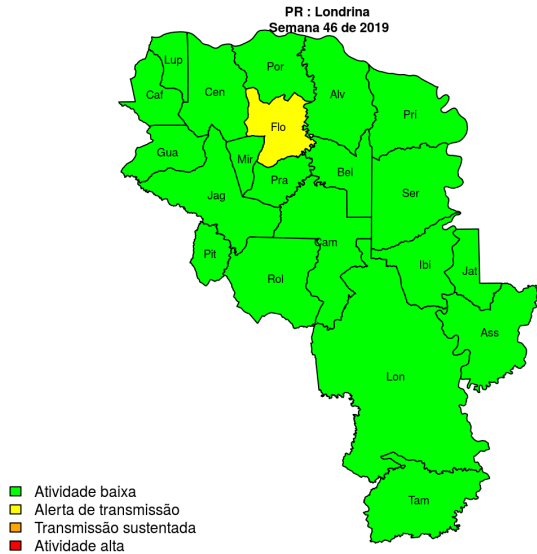 PR : Londrina
Semana 46 de 2019
Lup
Por
Caf
Cen
Alv
Pri
Flo
Gua
Mir
Bel
Pra
Jag
Ser
Cam
Pit
Rol
Ibi
Jat
Ass
Lon
Tam
Atividade baixa
Alerta de transmissão
Transmissão sustentada
Atividade alta